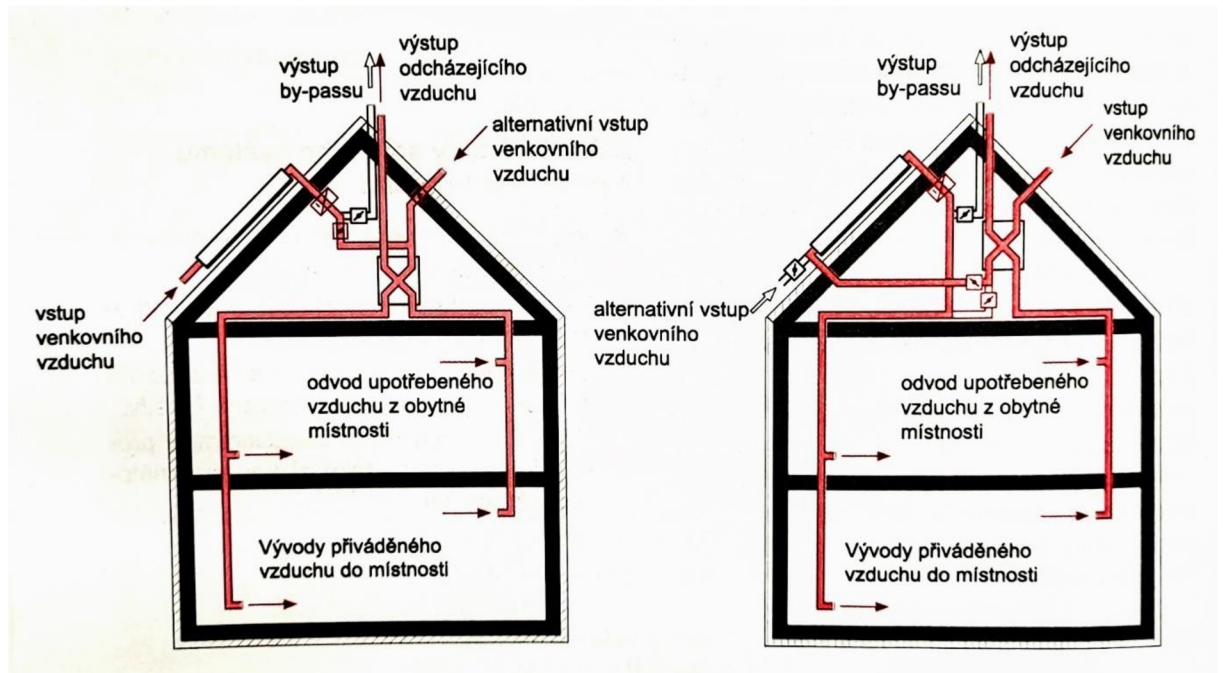 výstup
by-passu
výstup
odcházejícího
vzduchu
alternativní vstup
venkovního
vzduchu
vstup
venkovního
vzduchu
odvod upotřebeného
vzduchu z obytné
místnosti
Vývody přiváděného
vzduchu do místnosti
výstup
by-passu
výstup
odcházejícího
vzduchu
vstup
venkovního
vzduchu
alternativní vstup
venkovního
vzduchu
odvod upotřebeného
vzduchu z obytné
místnosti
Vývody přiváděného
vzduchu do místnosti